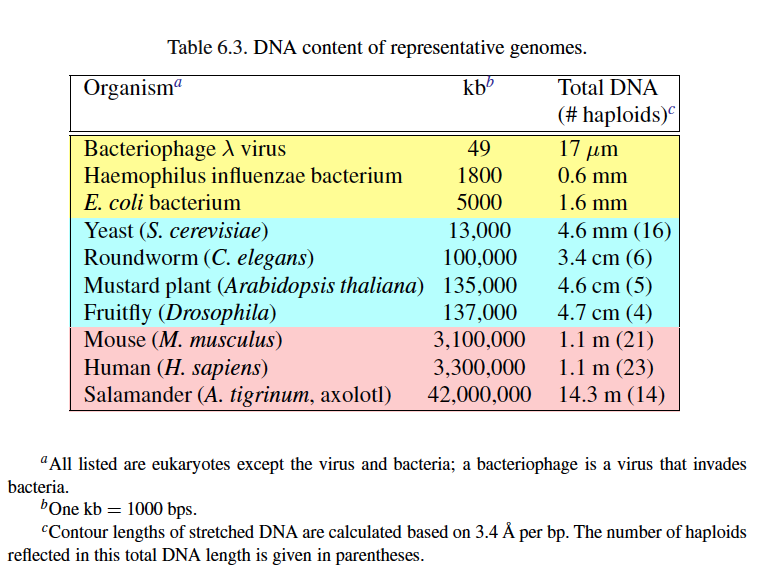 Table 6.3. DNA content of representative genomes.
Organismᵃ kbᵇ Total DNA
(# haploids)ᶜ
Bacteriophage λ virus 49 17 μm
Haemophilus influenzae bacterium 1800 0.6 mm
E. coli bacterium 5000 1.6 mm
Yeast (S. cerevisiae) 13,000 4.6 mm (16)
Roundworm (C. elegans) 100,000 3.4 cm (6)
Mustard plant (Arabidopsis thaliana) 135,000 4.6 cm (5)
Fruitfly (Drosophila) 137,000 4.7 cm (4)
Mouse (M. musculus) 3,100,000 1.1 m (21)
Human (H. sapiens) 3,300,000 1.1 m (23)
Salamander (A. tigrinum, axolotl) 42,000,000 14.3 m (14)
ᵃAll listed are eukaryotes except the virus and bacteria; a bacteriophage is a virus that invades
bacteria.
ᵇOne kb = 1000 bps.
ᶜContour lengths of stretched DNA are calculated based on 3.4 Å per bp. The number of haploids
reflected in this total DNA length is given in parentheses.